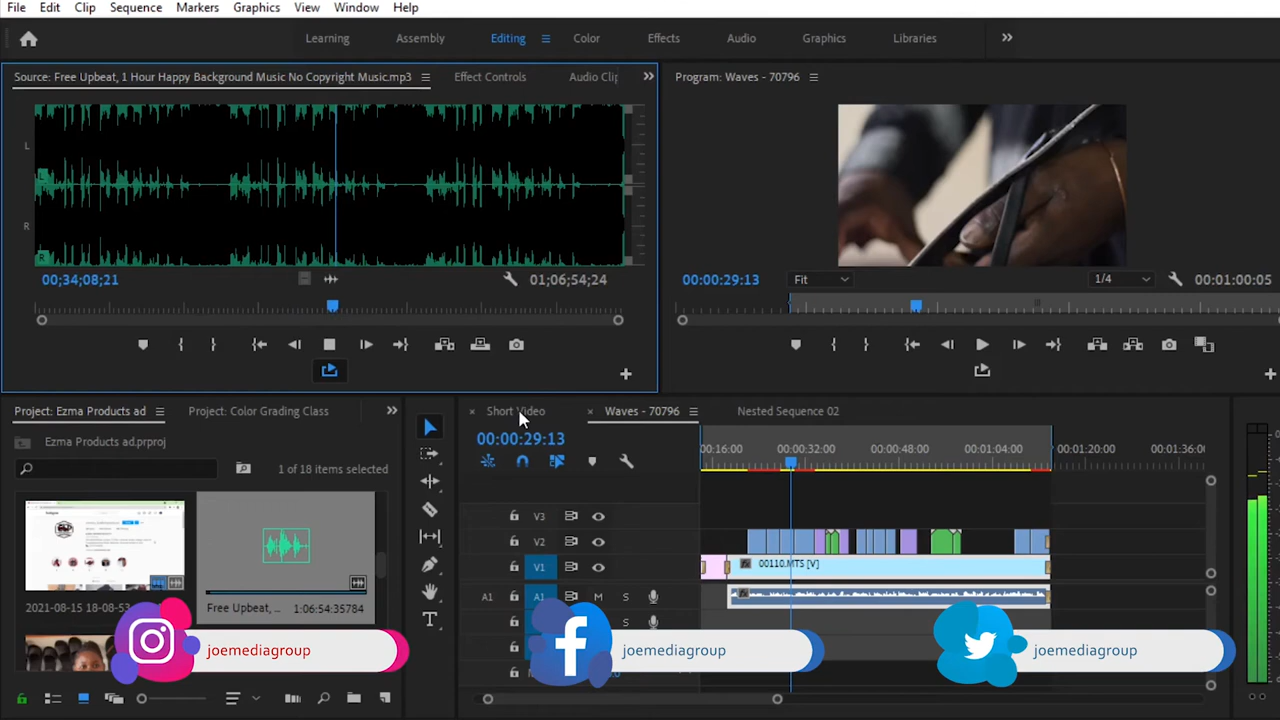 File Edit Clip Sequence Markers Graphics View Window Help
Learning Assembly Editing Color Effects Audio Graphics Libraries
Source: Free Upbeat, 1 Hour Happy Background Music No Copyright Music.mp3 Effect Controls Audio Clip
Program: Waves - 70796
L
R
00;34;08;21
01;06;54;24
00:00:29:13
Fit
1/4
00:01:00:05
Project: Ezma Products ad
Project: Color Grading Class
Ezma Products ad.prproj
1 of 18 items selected
2021-08-15 18-08-53
Free Upbeat, ... 1:06:54:35784
Short Video
Waves - 70796
Nested Sequence 02
00:00:29:13
:16:00 00:00:32:00 00:00:48:00 00:01:04:00 00:01:20:00 00:01:36:00
V3
V2
V1
00110.MTS [V]
A1 A1 M S
S
joemediagroup
joemediagroup
joemediagroup